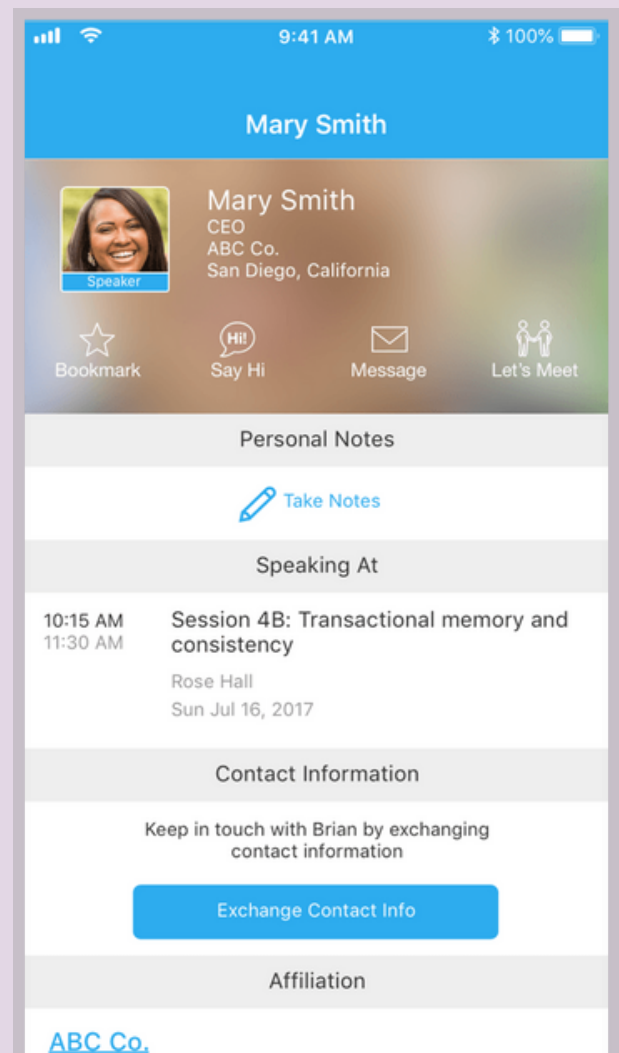 9:41 AM
100%
Mary Smith
Mary Smith
CEO
ABC Co.
San Diego, California
Speaker
Bookmark
Hi!
Say Hi
Message
Let's Meet
Personal Notes
Take Notes
Speaking At
10:15 AM
11:30 AM
Session 4B: Transactional memory and
consistency
Rose Hall
Sun Jul 16, 2017
Contact Information
Keep in touch with Brian by exchanging
contact information
Exchange Contact Info
Affiliation
ABC Co.